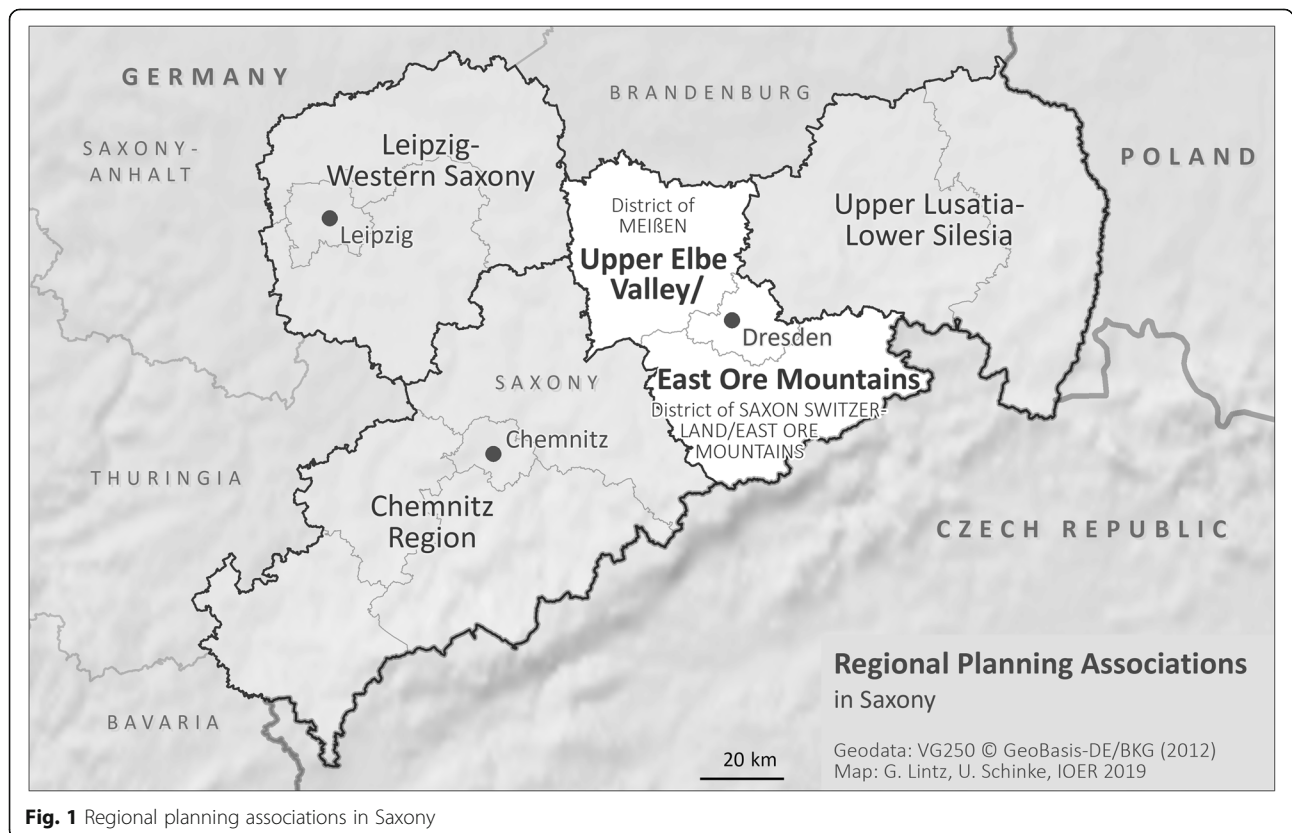 GERMANY
BRANDENBURG
SAXONY-
ANHALT
POLAND
Leipzig-
Western Saxony
Leipzig
District of
MEIßEN
Upper Elbe
Valley/
Upper Lusatia-
Lower Silesia
Dresden
East Ore Mountains
District of SAXON SWITZER-
LAND/EAST ORE
MOUNTAINS
SAXONY
Chemnitz
Chemnitz
Region
THURINGIA
CZECH REPUBLIC
BAVARIA
Regional Planning Associations
in Saxony
20 km
Geodata: VG250 © GeoBasis-DE/BKG (2012)
Map: G. Lintz, U. Schinke, IOER 2019
Fig. 1 Regional planning associations in Saxony